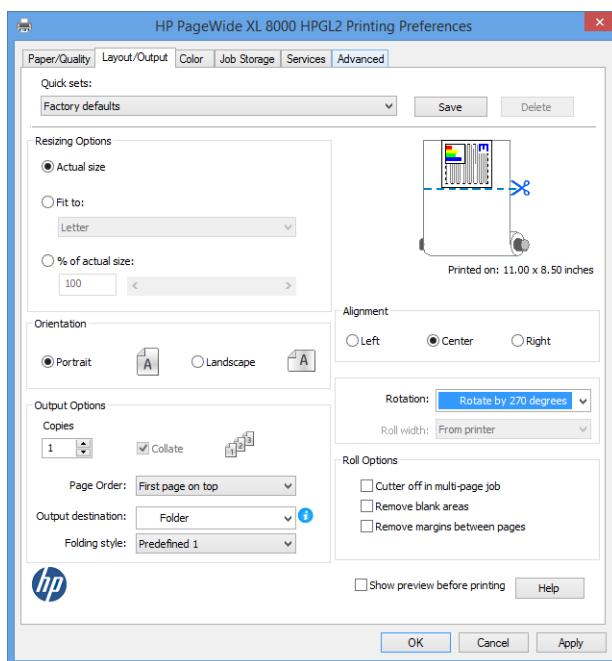 HP PageWide XL 8000 HPGL2 Printing Preferences
Paper/Quality Layout/Output Color Job Storage Services Advanced
Quick sets:
Factory defaults Save Delete
Resizing Options
Actual size
Fit to:
Letter
% of actual size:
100
Printed on: 11.00 x 8.50 inches
Orientation
Portrait A Landscape A
Alignment
Left Center Right
Rotation: Rotate by 270 degrees
Roll width: From printer
Output Options
Copies
1 Collate 1 2 3
Page Order: First page on top
Output destination: Folder i
Folding style: Predefined 1
Roll Options
Cutter off in multi-page job
Remove blank areas
Remove margins between pages
hp
Show preview before printing Help
OK Cancel Apply